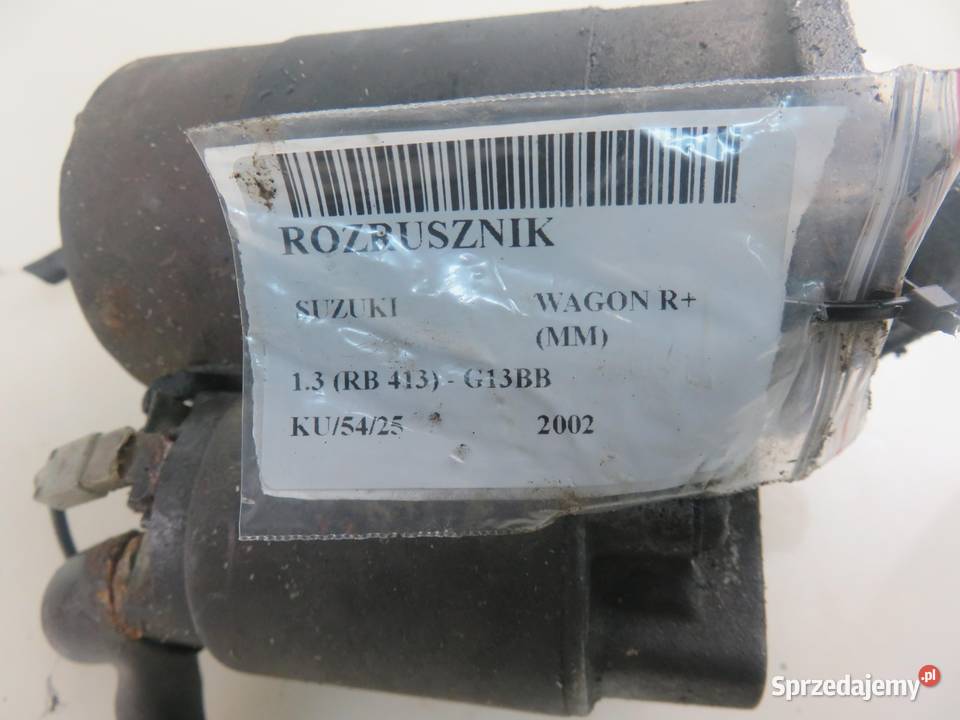 ROZRUSZNIK
SUZUKI WAGON R+
(MM)
1.3 (RB 413) - G13BB
KU/54/25 2002
Sprzedajemy.pl